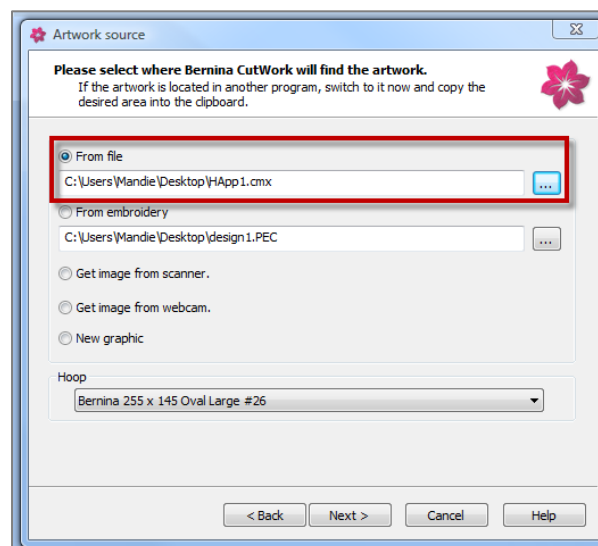 Artwork source
Please select where Bernina CutWork will find the artwork.
If the artwork is located in another program, switch to it now and copy the
desired area into the clipboard.
From file
C:\Users\Mandie\Desktop\HApp1.cmx
...
From embroidery
C:\Users\Mandie\Desktop\design1.PEC
...
Get image from scanner.
Get image from webcam.
New graphic
Hoop
Bernina 255 x 145 Oval Large #26
< Back Next > Cancel Help